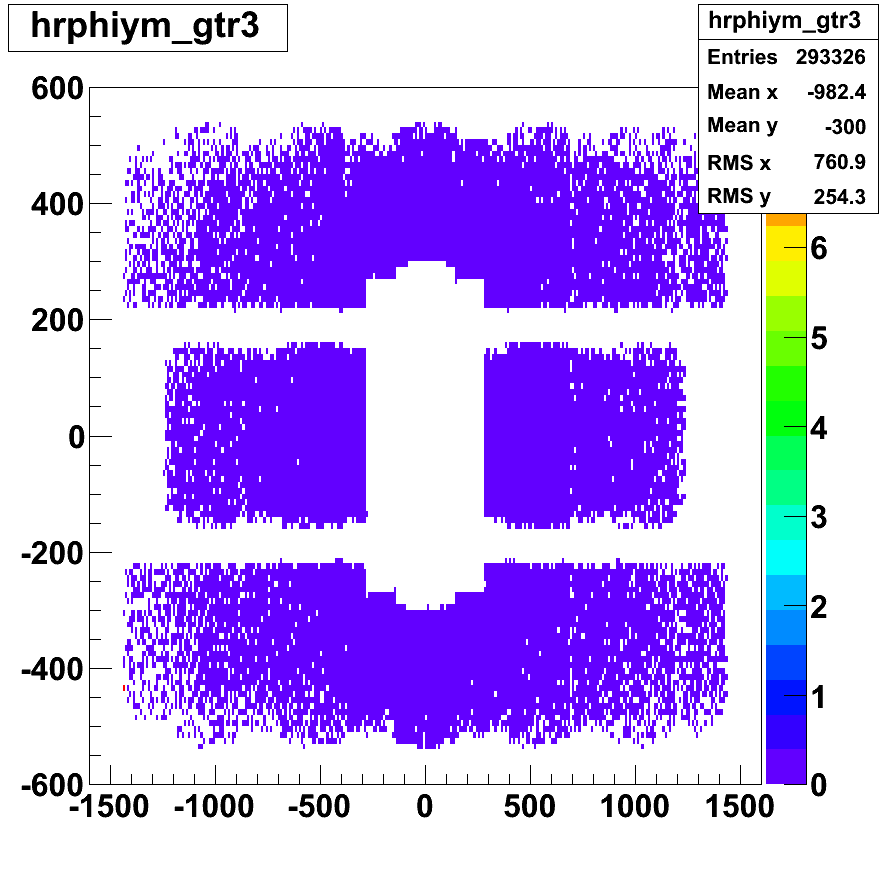 hrphiym_gtr3
hrphiym_gtr3
Entries 293326
Mean x -982.4
Mean y -300
RMS x 760.9
RMS y 254.3
600
400
200
0
-200
-400
-600
-1500 -1000 -500 0 500 1000 1500
6
5
4
3
2
1
0